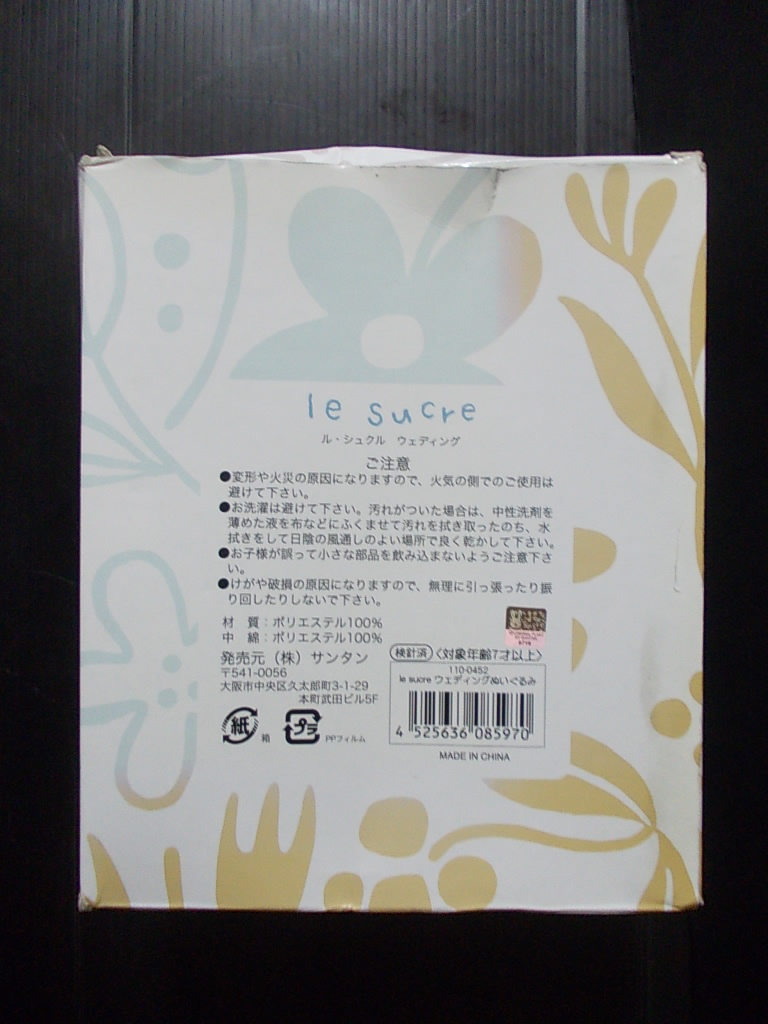 le sucre
ル・シュクル ウェディング
ご注意
●変形や火災の原因になりますので、火気の側でのご使用は
避けて下さい。
●お洗濯は避けて下さい。汚れがついた場合は、中性洗剤を
薄めた液を布などにふくませて汚れを拭き取ったのち、水
拭きをして日陰の風通しのよい場所で良く乾かして下さい。
●お子様が誤って小さな部品を飲み込まないようご注意下さ
い。
●けがや破損の原因になりますので、無理に引っ張ったり振
り回したりしないで下さい。
材 質：ポリエステル100%
中 綿：ポリエステル100%
発売元（株）サンタン
〒541-0056
大阪市中央区久太郎町3-1-29
本町武田ビル5F
紙 箱
プラ PPフィルム
検針済 〈対象年齢7才以上〉
110-0452
le sucre ウェディングぬいぐるみ
4 525636 085970
MADE IN CHINA